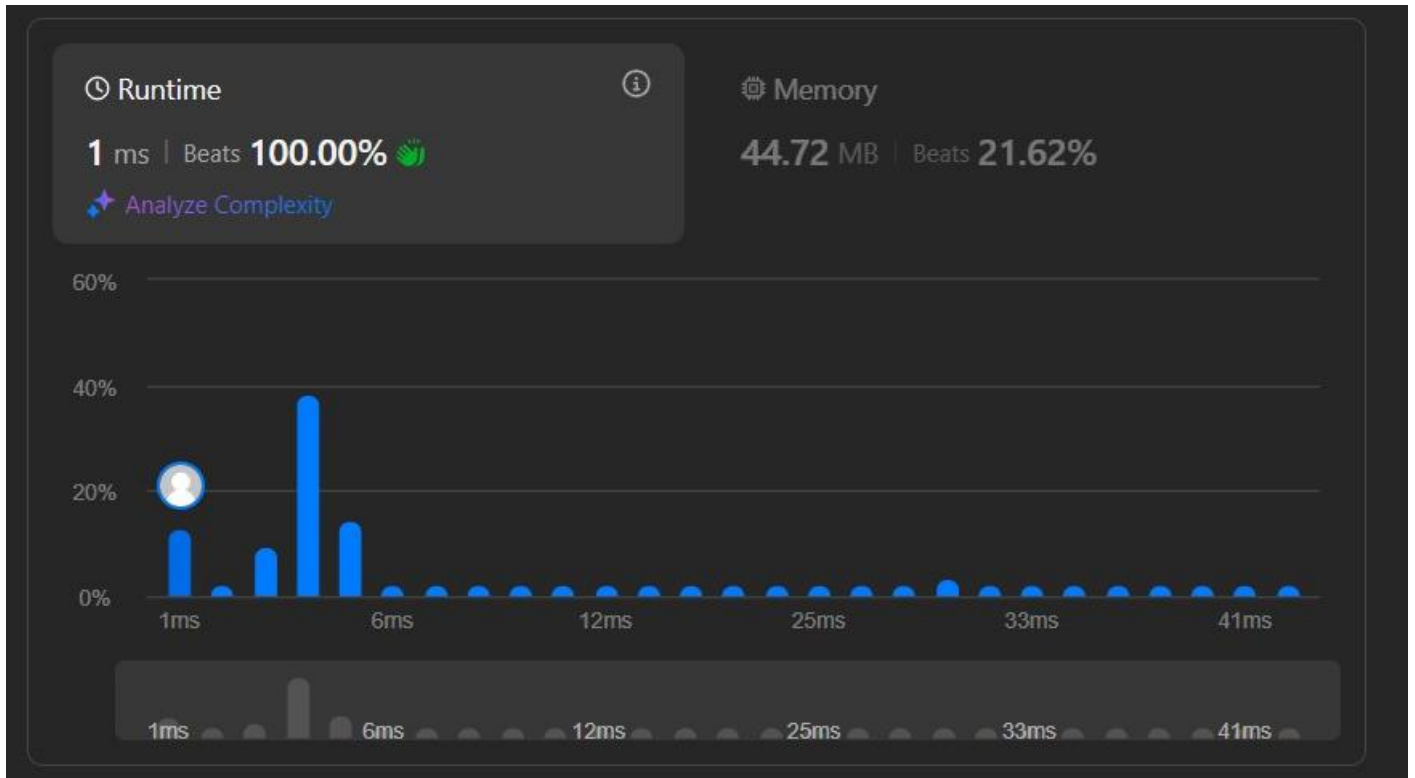 Runtime
1 ms | Beats 100.00%
Analyze Complexity
Memory
44.72 MB | Beats 21.62%
60%
40%
20%
0%
1ms 6ms 12ms 25ms 33ms 41ms
1ms 6ms 12ms 25ms 33ms 41ms